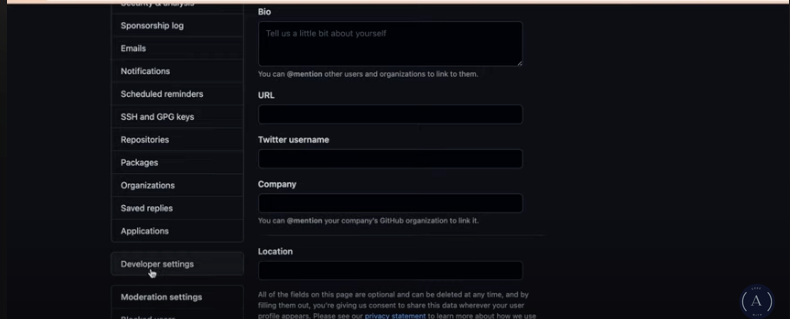 Security & analysis
Sponsorship log
Emails
Notifications
Scheduled reminders
SSH and GPG keys
Repositories
Packages
Organizations
Saved replies
Applications
Developer settings
Moderation settings
Blocked users
Bio
Tell us a little bit about yourself
You can @mention other users and organizations to link to them.
URL
Twitter username
Company
You can @mention your company's GitHub organization to link it.
Location
All of the fields on this page are optional and can be deleted at any time, and by
filling them out, you're giving us consent to share this data wherever your user
profile appears. Please see our privacy statement to learn more about how we use
A